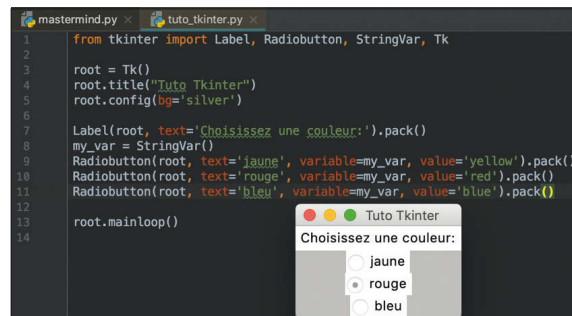 mastermind.py × tuto_tkinter.py ×
1 from tkinter import Label, Radiobutton, StringVar, Tk
2
3 root = Tk()
4 root.title("Tuto Tkinter")
5 root.config(bg='silver')
6
7 Label(root, text='Choisissez une couleur:').pack()
8 my_var = StringVar()
9 Radiobutton(root, text='jaune', variable=my_var, value='yellow').pack()
10 Radiobutton(root, text='rouge', variable=my_var, value='red').pack()
11 Radiobutton(root, text='bleu', variable=my_var, value='blue').pack()
12
13 root.mainloop()
14
Tuto Tkinter
Choisissez une couleur:
jaune
rouge
bleu